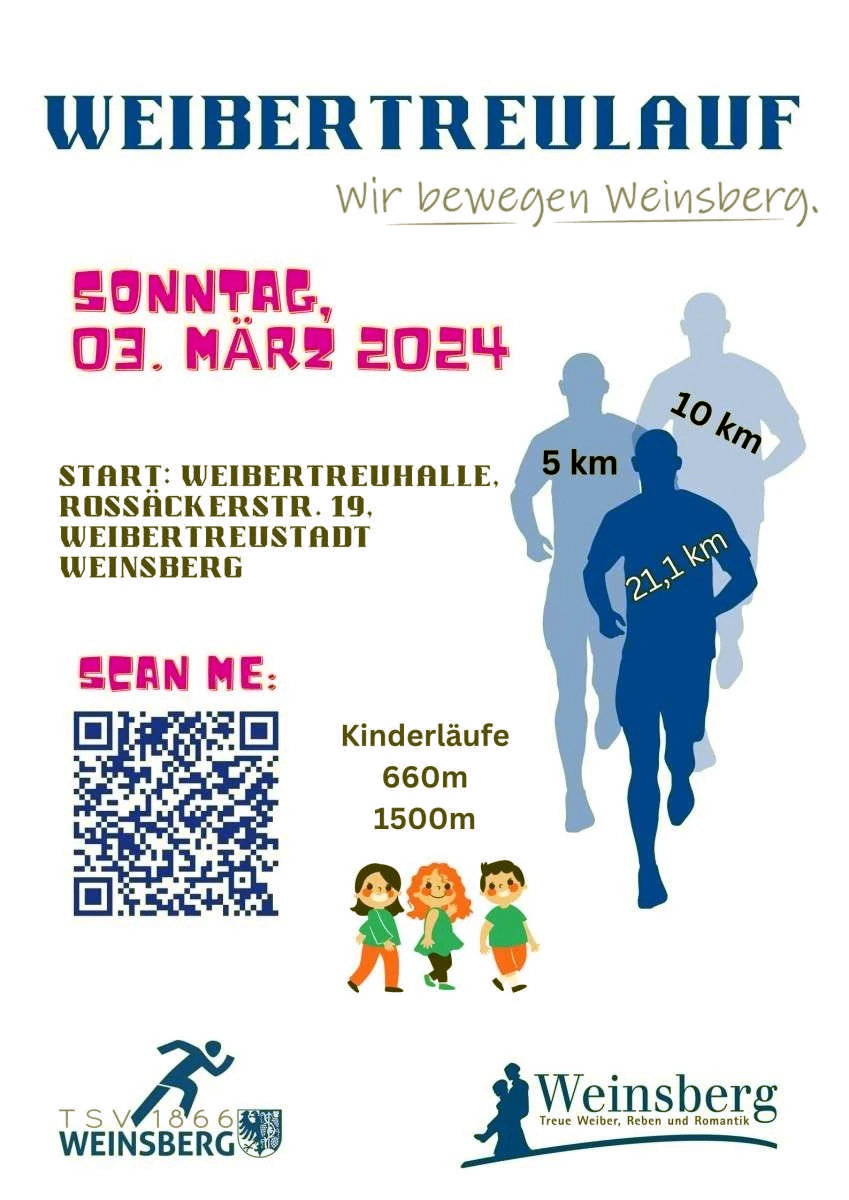 WEIBERTREULAUF
Wir bewegen Weinsberg.
SONNTAG,
03. MÄRZ 2024
10 km
5 km
21,1 km
START: WEIBERTREUHALLE,
ROSSÄCKERSTR. 19,
WEIBERTREUSTADT
WEINSBERG
SCAN ME:
Kinderläufe
660m
1500m
TSV 1866
WEINSBERG
Weinsberg
Treue Weiber, Reben und Romantik